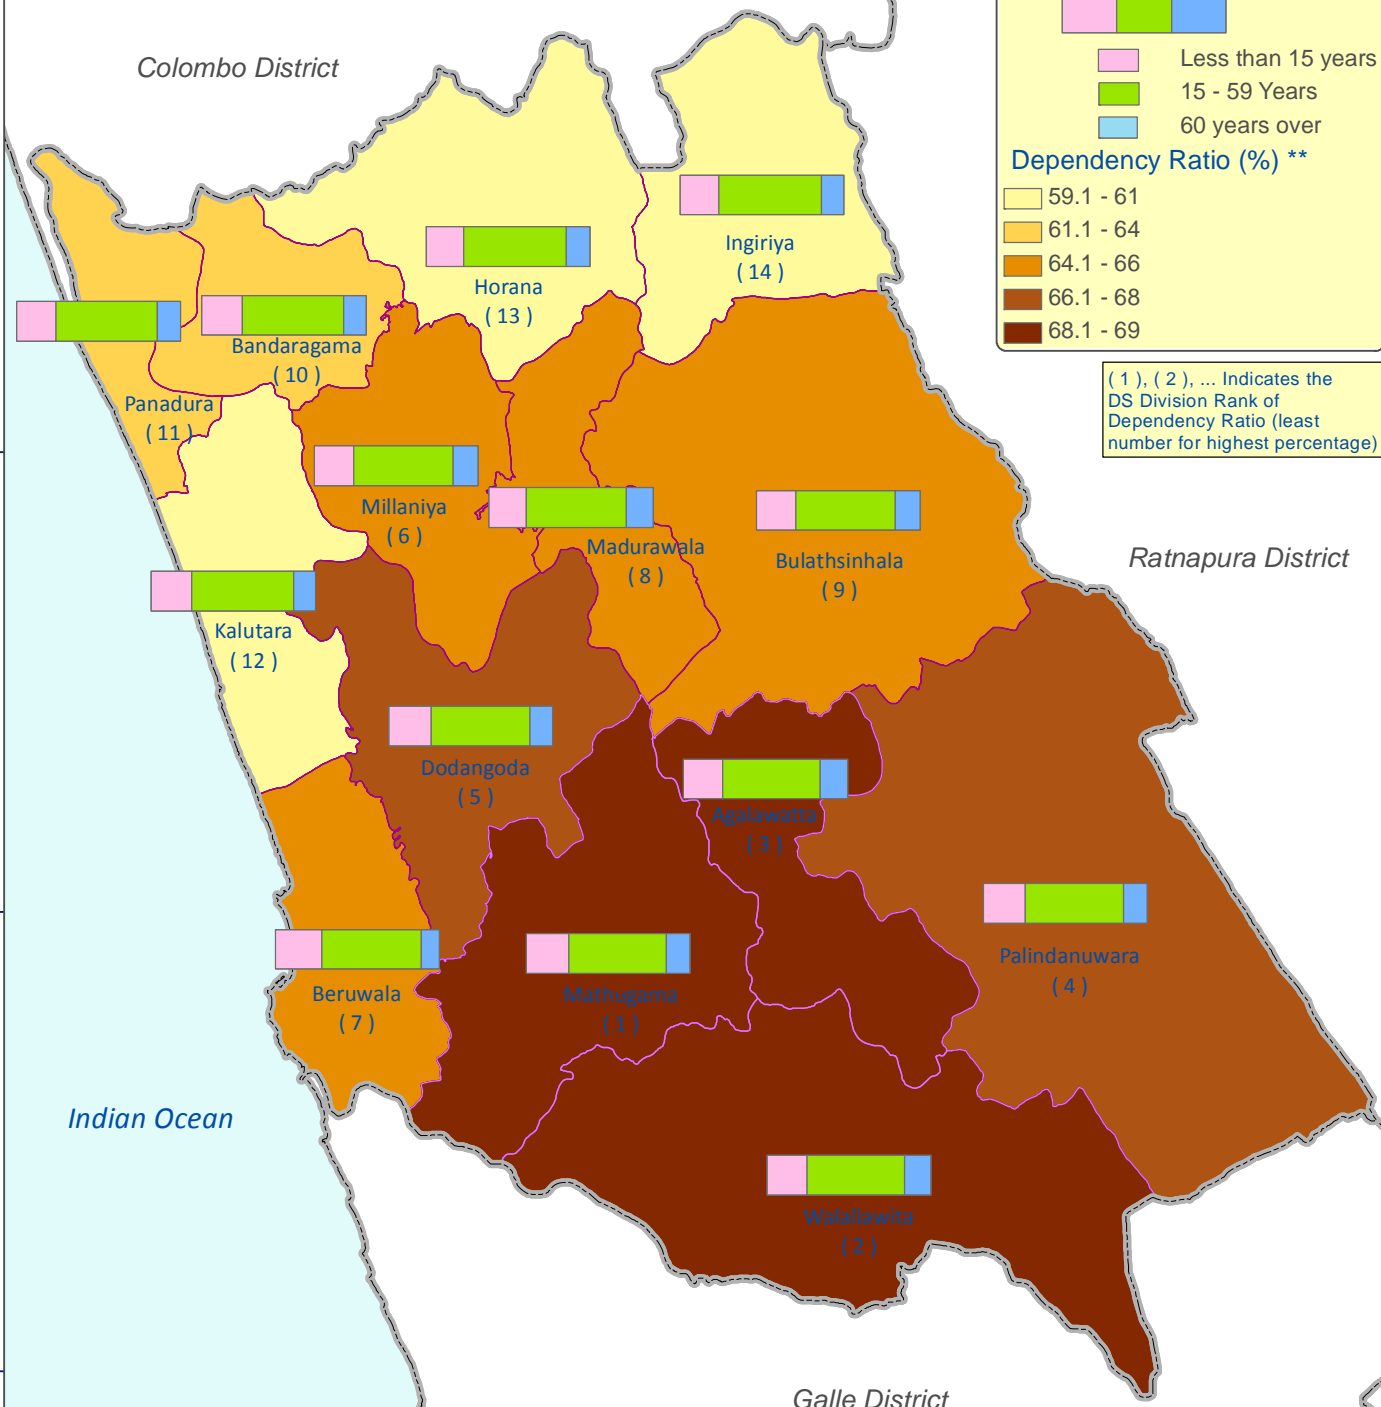 Colombo District
Less than 15 years
15 - 59 Years
60 years over
Dependency Ratio (%) **
59.1 - 61
61.1 - 64
64.1 - 66
66.1 - 68
68.1 - 69
( 1 ), ( 2 ), ... Indicates the
DS Division Rank of
Dependency Ratio (least
number for highest percentage)
Ingiriya
( 14 )
Horana
( 13 )
Bandaragama
( 10 )
Panadura
( 11 )
Millaniya
( 6 )
Madurawala
( 8 )
Bulathsinhala
( 9 )
Ratnapura District
Kalutara
( 12 )
Dodangoda
( 5 )
Agalawatta
( 3 )
Palindanuwara
( 4 )
Beruwala
( 7 )
Mathugama
( 1 )
Indian Ocean
Walallawita
( 2 )
Galle District